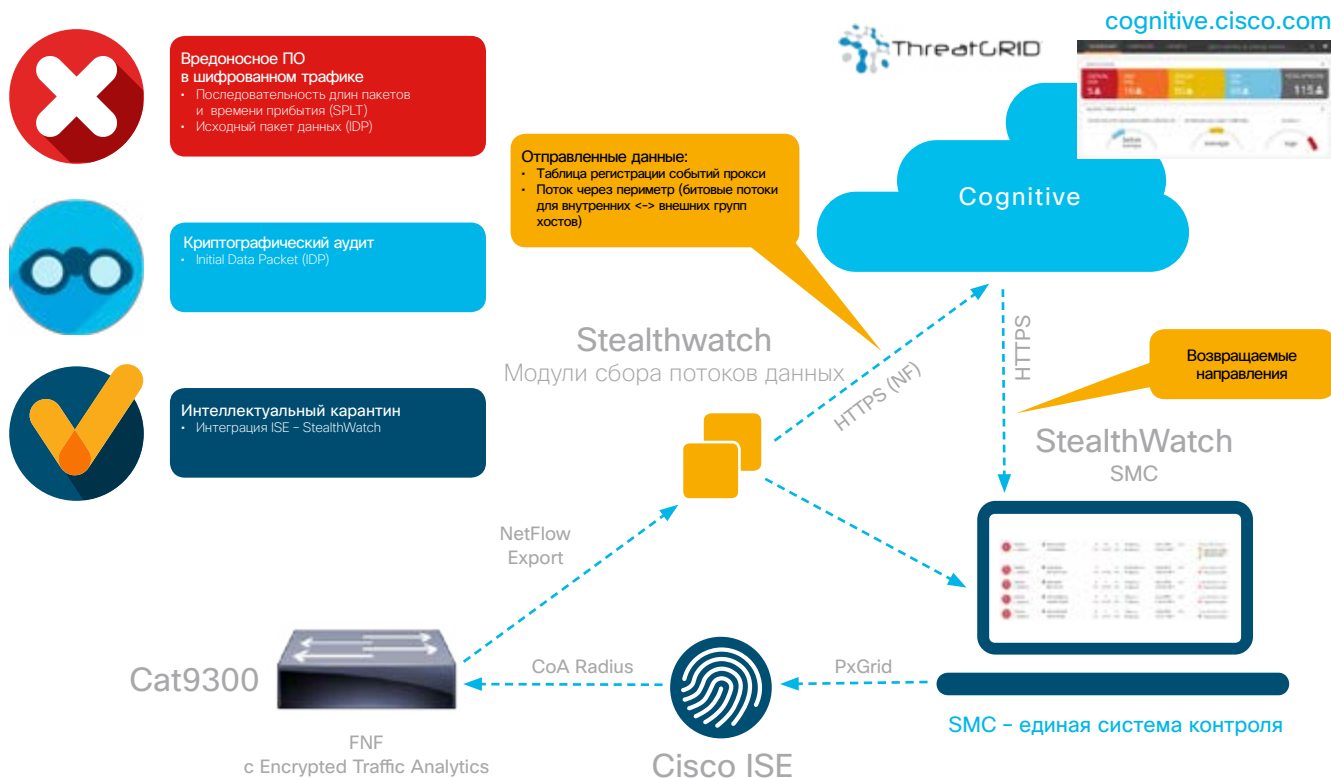 Вредоносное ПО
в шифрованном трафике
• Последовательность длин пакетов
и времени прибытия (SPLT)
• Исходный пакет данных (IDP)
Криптографический аудит
• Initial Data Packet (IDP)
Интеллектуальный карантин
• Интеграция ISE – StealthWatch
ThreatGRID
cognitive.cisco.com
115
Отправленные данные:
• Таблица регистрации событий прокси
• Поток через периметр (битовые потоки
для внутренних <-> внешних групп
хостов)
Cognitive
Stealthwatch
Модули сбора потоков данных
HTTPS (NF)
HTTPS
Возвращаемые
направления
StealthWatch
SMC
NetFlow
Export
Cat9300
CoA Radius
PxGrid
FNF
с Encrypted Traffic Analytics
Cisco ISE
SMC – единая система контроля